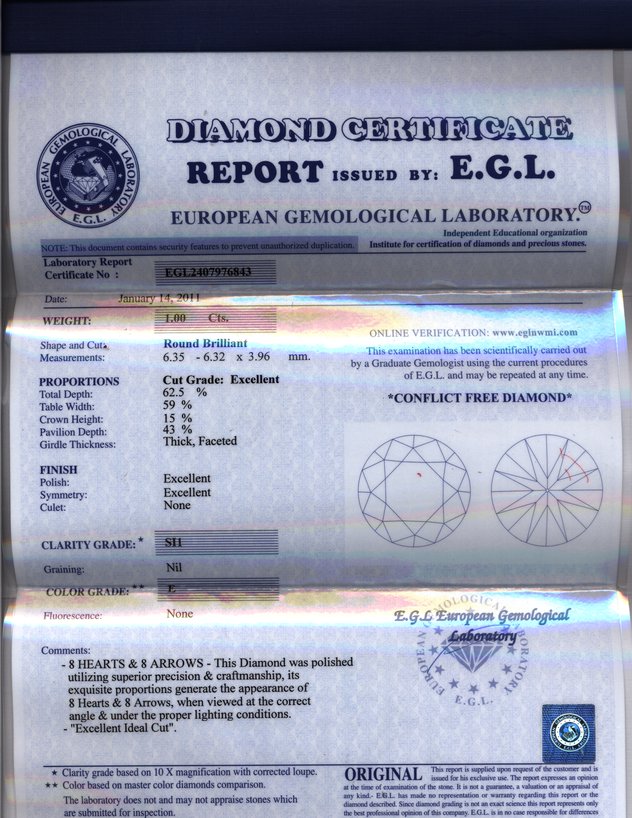 EUROPEAN GEMOLOGICAL LABORATORY
E.G.L.
DIAMOND CERTIFICATE
REPORT ISSUED BY: E.G.L.
EUROPEAN GEMOLOGICAL LABORATORY.™
Independent Educational organization
Institute for certification of diamonds and precious stones.
NOTE: This document contains security features to prevent unauthorized duplication.
Laboratory Report
Certificate No : EGL2407976843
Date: January 14, 2011
WEIGHT: 1.00 Cts.
Shape and Cut: Round Brilliant
Measurements: 6.35 - 6.32 x 3.96 mm.
PROPORTIONS Cut Grade: Excellent
Total Depth: 62.5 %
Table Width: 59 %
Crown Height: 15 %
Pavilion Depth: 43 %
Girdle Thickness: Thick, Faceted
FINISH
Polish: Excellent
Symmetry: Excellent
Culet: None
CLARITY GRADE: * SI1
Graining: Nil
COLOR GRADE: ** E
Fluorescence: None
ONLINE VERIFICATION: www.eglnwmi.com
This examination has been scientifically carried out
by a Graduate Gemologist using the current procedures
of E.G.L. and may be repeated at any time.
*CONFLICT FREE DIAMOND*
E.G.L European Gemological
Laboratory
EUROPEAN GEMOLOGICAL LABORATORY
E.G.L.
Comments:
- 8 HEARTS & 8 ARROWS - This Diamond was polished
utilizing superior precision & craftmanship, its
exquisite proportions generate the appearance of
8 Hearts & 8 Arrows, when viewed at the correct
angle & under the proper lighting conditions.
- "Excellent Ideal Cut".
★ Clarity grade based on 10 X magnification with corrected loupe.
★★ Color based on master color diamonds comparison.
The laboratory does not and may not appraise stones which
are submitted for inspection.
ORIGINAL This report is supplied upon request of the customer and is
issued for his exclusive use. The report expresses an opinion
at the time of examination of the stone. It is not a guarantee, a valuation or an appraisal of
any kind.- E.G.L. has made no representation or warranty regarding this report or the
diamond described. Since diamond grading is not an exact science this report represents only
the best professional opinion of this company. E.G.L. is in no case responsible for differences